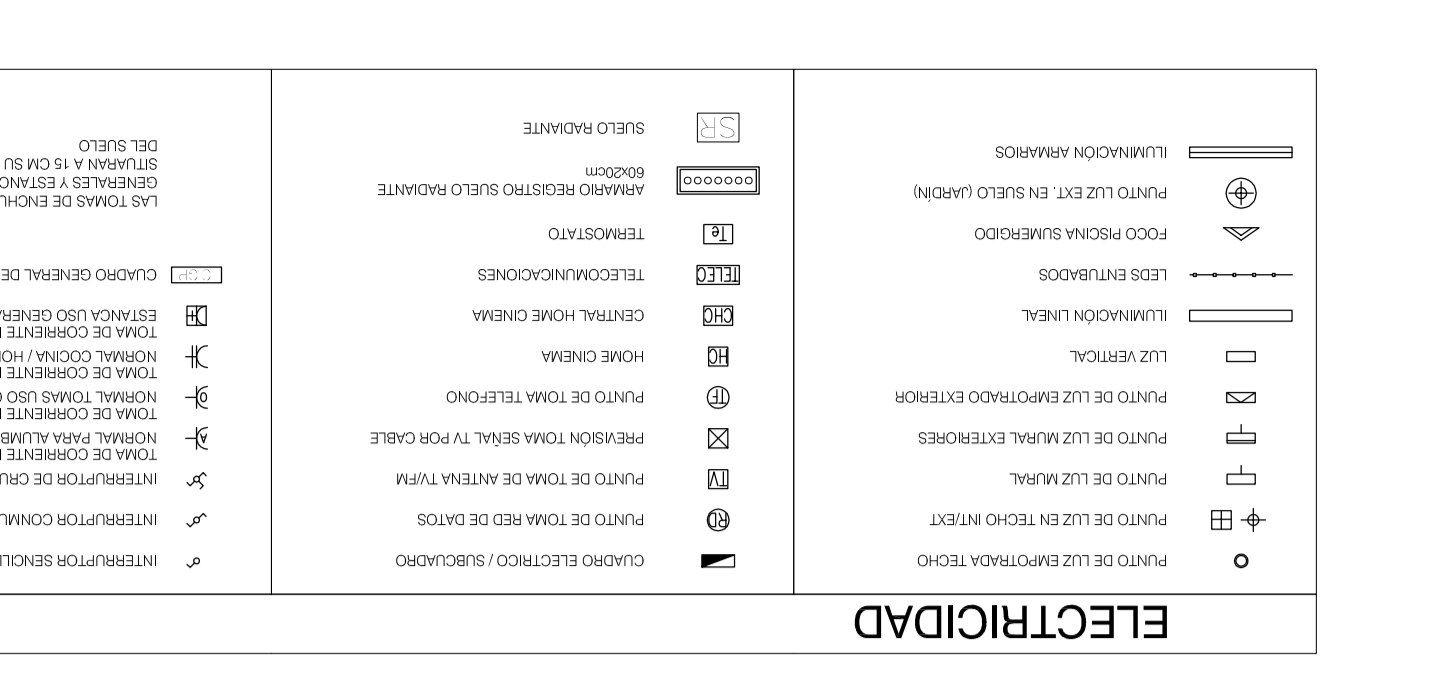 ELECTRICIDAD
PUNTO DE LUZ EMPOTRADA TECHO
PUNTO DE LUZ EN TECHO INT/EXT
PUNTO DE LUZ MURAL
PUNTO DE LUZ MURAL EXTERIORES
PUNTO DE LUZ EMPOTRADO EXTERIOR
LUZ VERTICAL
ILUMINACIÓN LINEAL
LEDS ENTUBADOS
FOCO PISCINA SUMERGIDO
PUNTO LUZ EXT. EN SUELO (JARDÍN)
ILUMINACIÓN ARMARIOS
CUADRO ELECTRICO / SUBCUADRO
RD PUNTO DE TOMA RED DE DATOS
TV PUNTO DE TOMA DE ANTENA TV/FM
PREVISIÓN TOMA SEÑAL TV POR CABLE
TF PUNTO DE TOMA TELEFONO
HC HOME CINEMA
CHC CENTRAL HOME CINEMA
TELEC TELECOMUNICACIONES
Te TERMOSTATO
ARMARIO REGISTRO SUELO RADIANTE
60x20cm
SR SUELO RADIANTE
INTERRUPTOR SENCILL
INTERRUPTOR CONMU
INTERRUPTOR DE CRU
TOMA DE CORRIENTE
A NORMAL PARA ALUMB
TOMA DE CORRIENTE
O NORMAL TOMAS USO
TOMA DE CORRIENTE
NORMAL COCINA / HO
TOMA DE CORRIENTE
ESTANCA USO GENERA
CGP CUADRO GENERAL DE
LAS TOMAS DE ENCHU
GENERALES Y ESTANC
SITUARAN A 15 CM SU
DEL SUELO